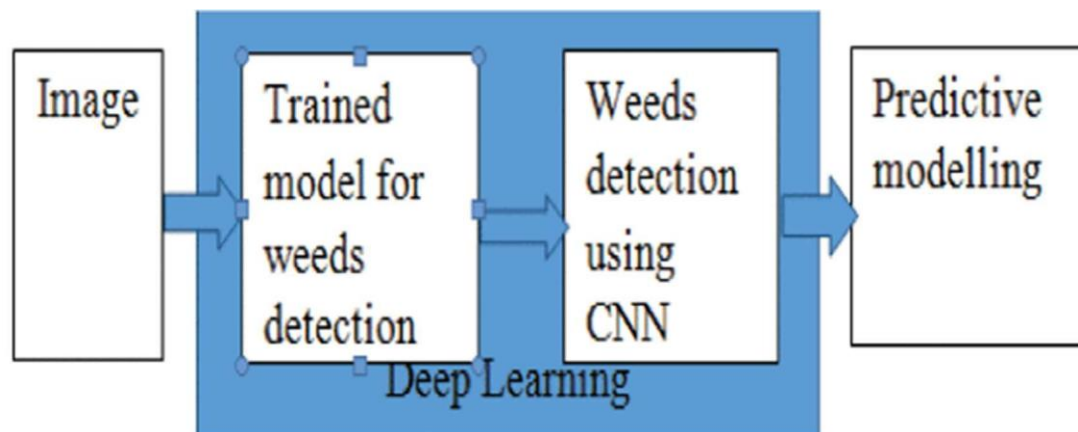 Image
Trained
model for
weeds
detection
Weeds
detection
using
CNN
Predictive
modelling
Deep Learning